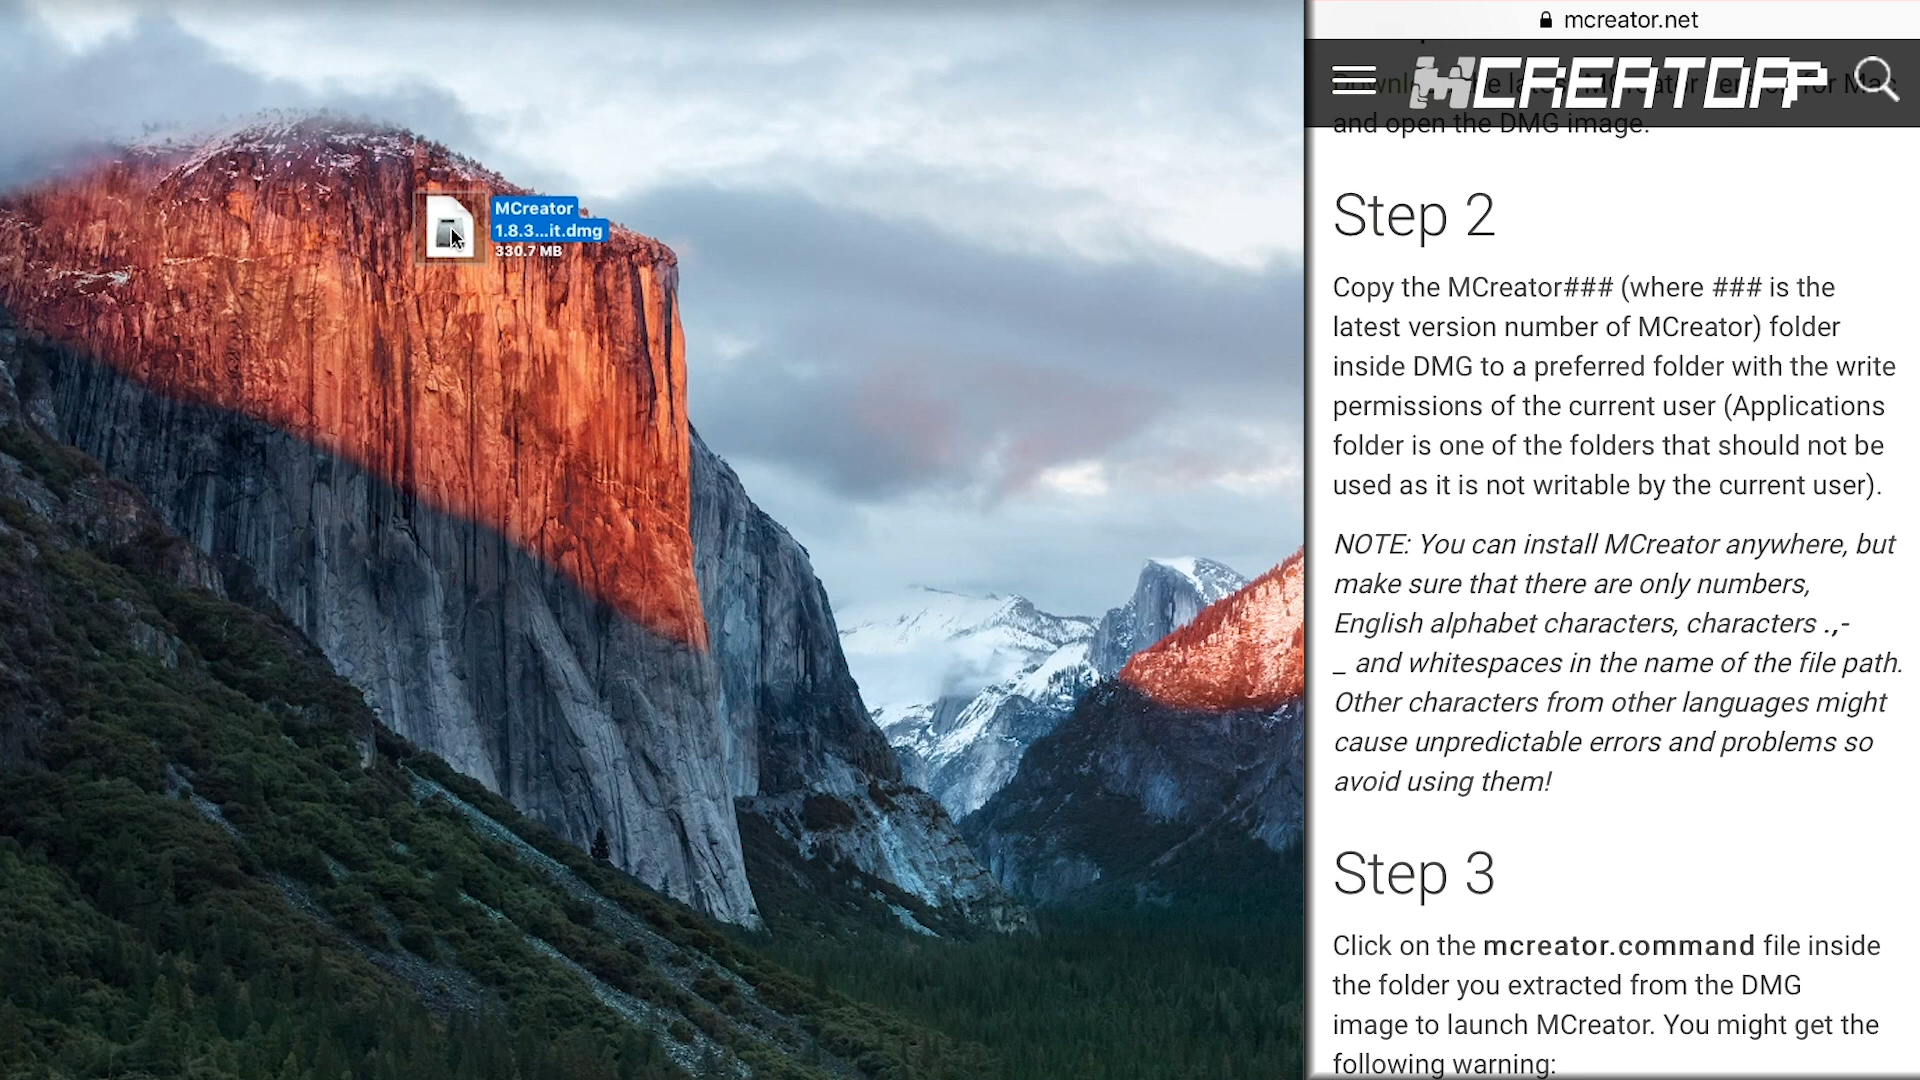 MCreator
1.8.3...it.dmg
330.7 MB
mcreator.net
MCREATOR
and open the DMG image.
Step 2
Copy the MCreator### (where ### is the
latest version number of MCreator) folder
inside DMG to a preferred folder with the write
permissions of the current user (Applications
folder is one of the folders that should not be
used as it is not writable by the current user).
NOTE: You can install MCreator anywhere, but
make sure that there are only numbers,
English alphabet characters, characters .,-
_ and whitespaces in the name of the file path.
Other characters from other languages might
cause unpredictable errors and problems so
avoid using them!
Step 3
Click on the mcreator.command file inside
the folder you extracted from the DMG
image to launch MCreator. You might get the
following warning: